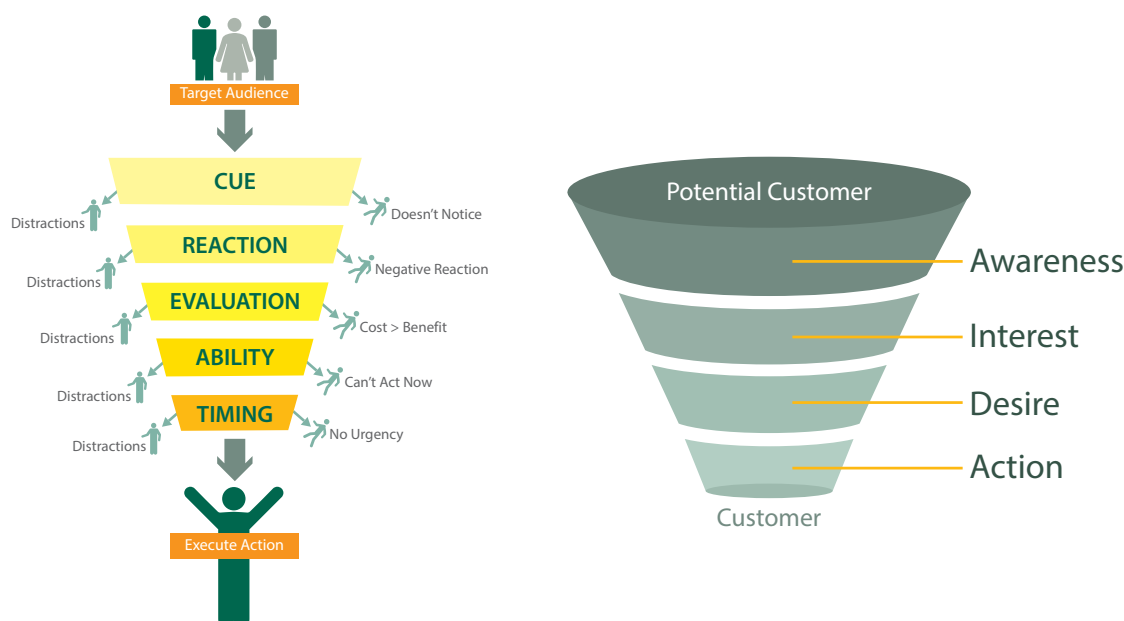 Target Audience
CUE
Distractions
Doesn't Notice
REACTION
Distractions
Negative Reaction
EVALUATION
Distractions
Cost > Benefit
ABILITY
Distractions
Can't Act Now
TIMING
Distractions
No Urgency
Execute Action
Potential Customer
Awareness
Interest
Desire
Action
Customer